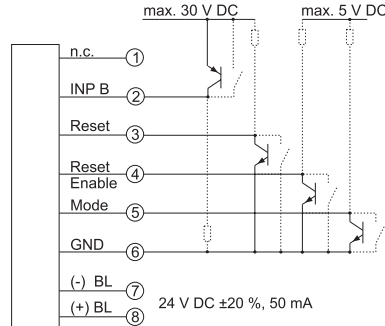 max. 30 V DC
max. 5 V DC
n.c.
1
INP B
2
Reset
3
Reset
Enable
4
Mode
5
GND
6
(-) BL
7
24 V DC ±20 %, 50 mA
(+) BL
8